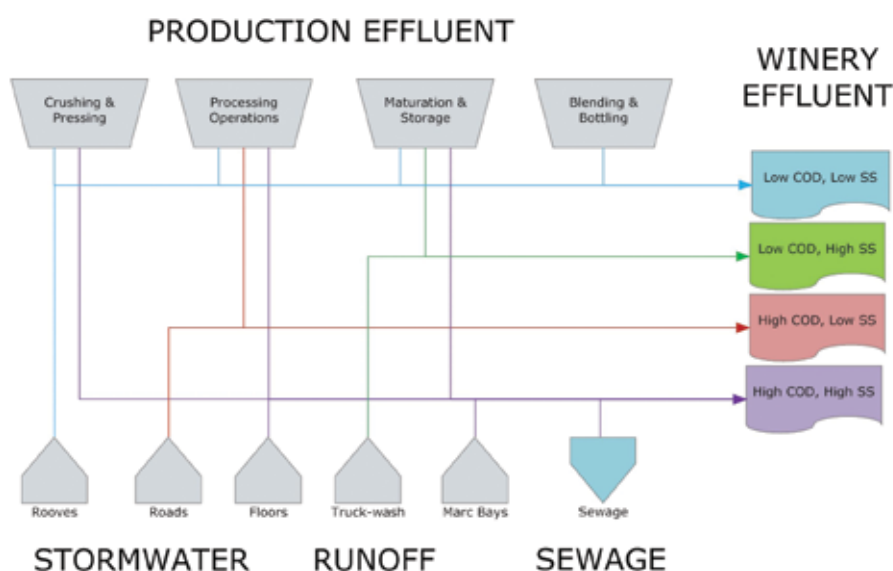 PRODUCTION EFFLUENT
WINERY
EFFLUENT
Crushing &
Pressing
Processing
Operations
Maturation &
Storage
Blending &
Bottling
Low COD, Low SS
Low COD, High SS
High COD, Low SS
High COD, High SS
Rooves
Roads
Floors
Truck-wash
Marc Bays
Sewage
STORMWATER
RUNOFF
SEWAGE